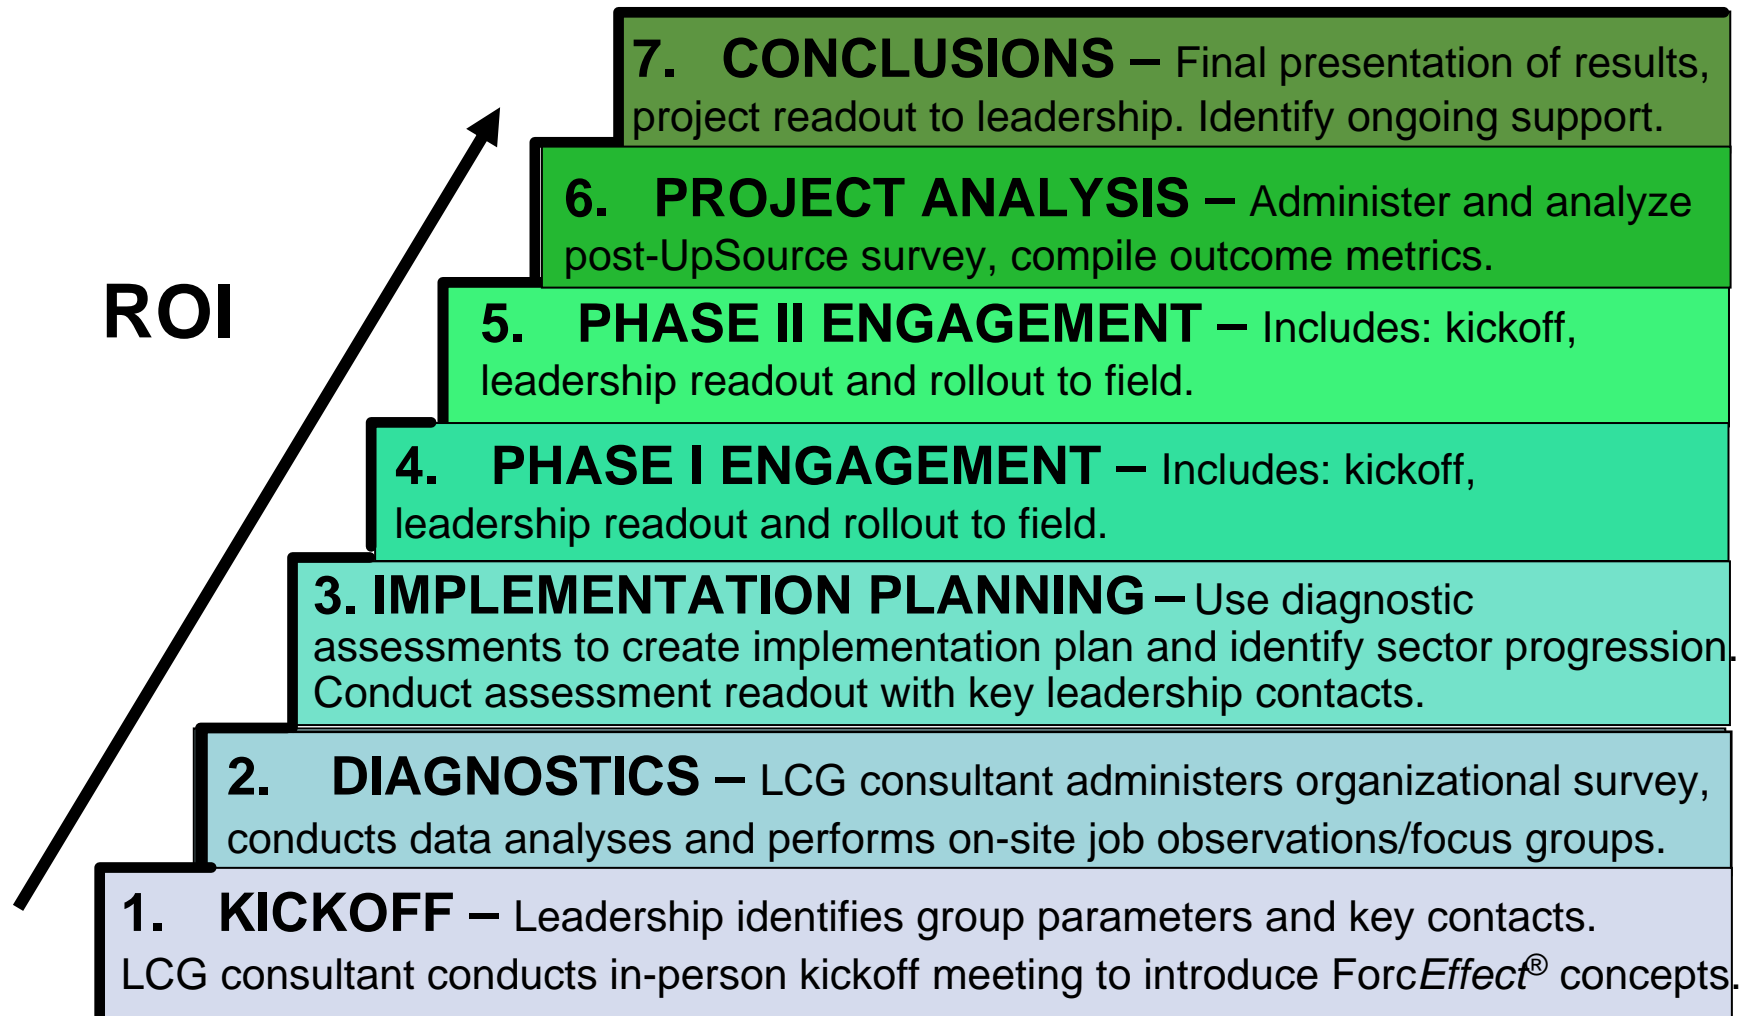 7. CONCLUSIONS – Final presentation of results,
project readout to leadership. Identify ongoing support.
6. PROJECT ANALYSIS – Administer and analyze
post-UpSource survey, compile outcome metrics.
ROI
5. PHASE II ENGAGEMENT – Includes: kickoff,
leadership readout and rollout to field.
4. PHASE I ENGAGEMENT – Includes: kickoff,
leadership readout and rollout to field.
3. IMPLEMENTATION PLANNING – Use diagnostic
assessments to create implementation plan and identify sector progression.
Conduct assessment readout with key leadership contacts.
2. DIAGNOSTICS – LCG consultant administers organizational survey,
conducts data analyses and performs on-site job observations/focus groups.
1. KICKOFF – Leadership identifies group parameters and key contacts.
LCG consultant conducts in-person kickoff meeting to introduce ForcEffect® concepts.